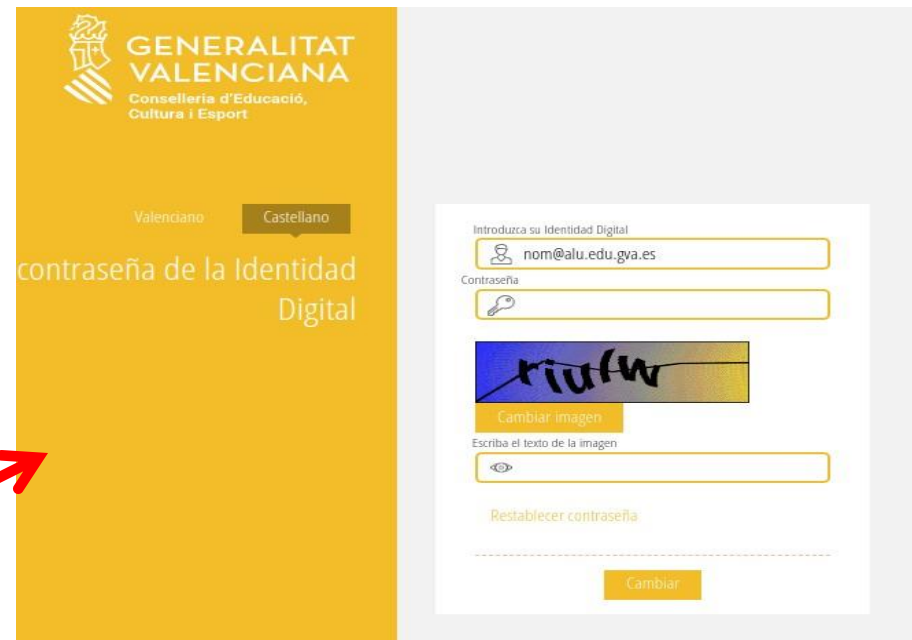 GENERALITAT
VALENCIANA
Conselleria d'Educació,
Cultura i Esport
Valenciano
Castellano
contraseña de la Identidad
Digital
Introduzca su Identidad Digital
nom@alu.edu.gva.es
Contraseña
Cambiar imagen
Escriba el texto de la imagen
Restablecer contraseña
Cambiar